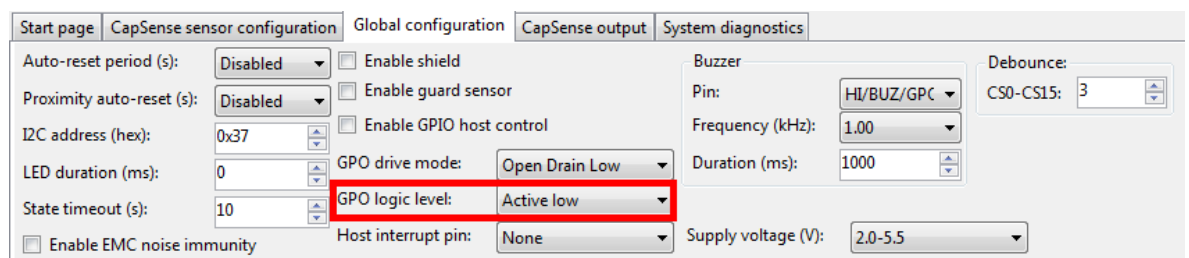 Start page CapSense sensor configuration Global configuration CapSense output System diagnostics
Auto-reset period (s): Disabled
Proximity auto-reset (s): Disabled
I2C address (hex): 0x37
LED duration (ms): 0
State timeout (s): 10
Enable EMC noise immunity
Enable shield
Enable guard sensor
Enable GPIO host control
GPO drive mode: Open Drain Low
GPO logic level: Active low
Host interrupt pin: None
Buzzer
Pin: HI/BUZ/GPC
Frequency (kHz): 1.00
Duration (ms): 1000
Supply voltage (V): 2.0-5.5
Debounce:
CS0-CS15: 3